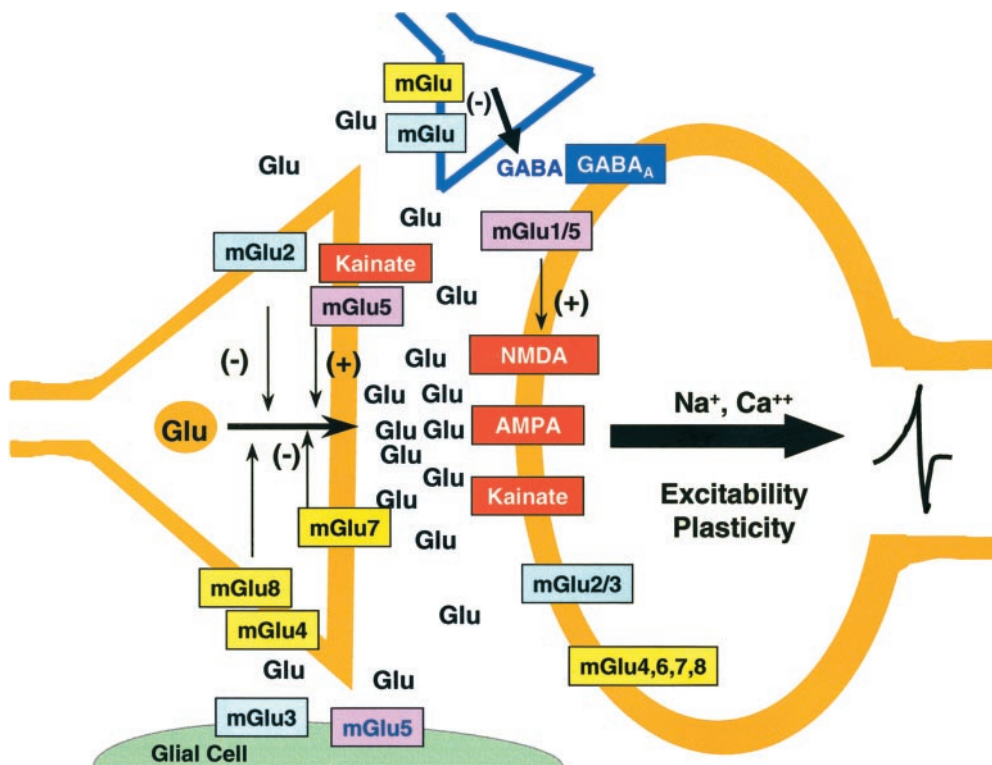 mGlu
(-)
Glu
mGlu
Glu
GABA
GABAA
Glu
mGlu1/5
mGlu2
Kainate
mGlu5
Glu
(+)
(-)
(+)
Glu
NMDA
Glu
Glu
Na+, Ca++
Glu
Glu
Glu
AMPA
(-)
Glu
Glu
Kainate
Excitability
Plasticity
Glu
mGlu7
Glu
mGlu8
mGlu2/3
mGlu4
Glu
Glu
mGlu4,6,7,8
Glu
mGlu3
mGlu5
Glial Cell